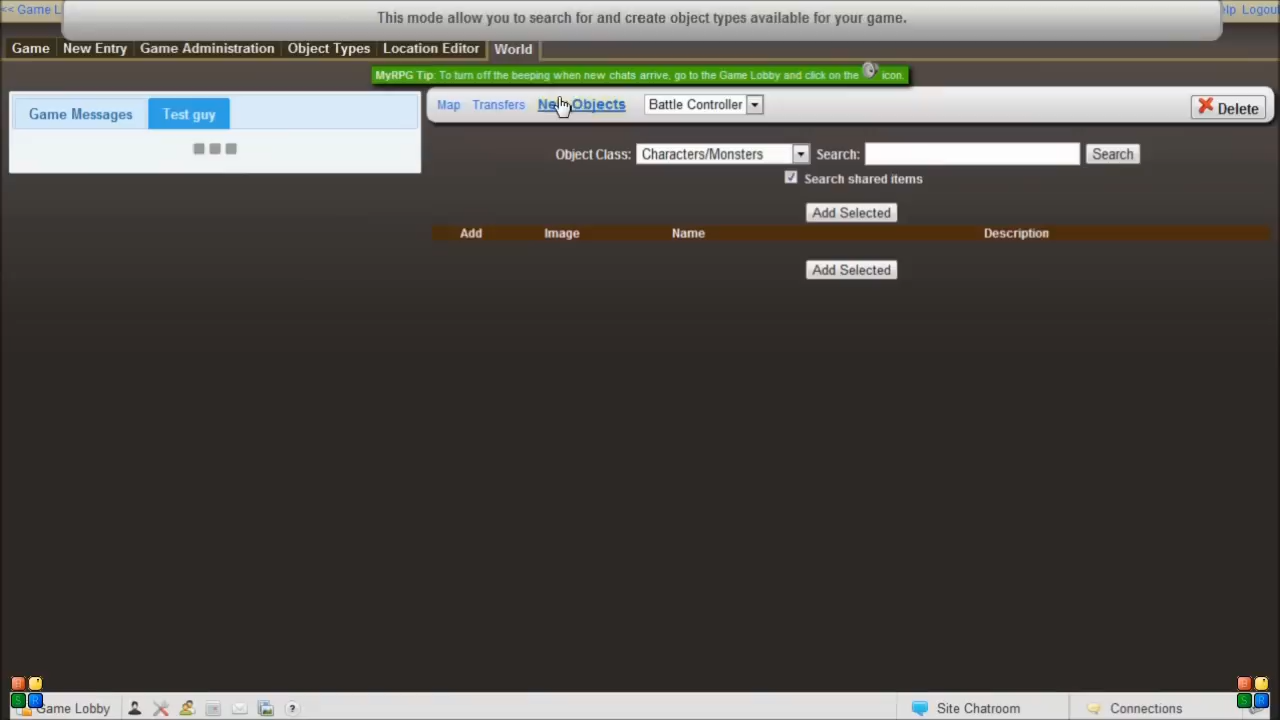 This mode allow you to search for and create object types available for your game.
<< Game L
lp Logout
Game New Entry Game Administration Object Types Location Editor World
MyRPG Tip: To turn off the beeping when new chats arrive, go to the Game Lobby and click on the icon.
Game Messages Test guy
Map Transfers New Objects Battle Controller Delete
Object Class: Characters/Monsters Search: Search
Search shared items
Add Selected
Add Image Name Description
Add Selected
Game Lobby ? Site Chatroom Connections